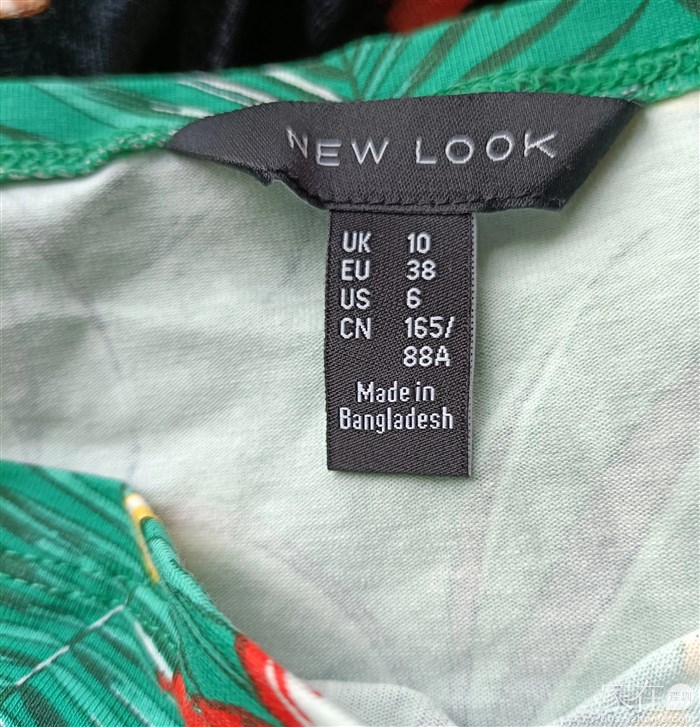 NEW LOOK
UK 10
EU 38
US 6
CN 165/
88A
Made in
Bangladesh